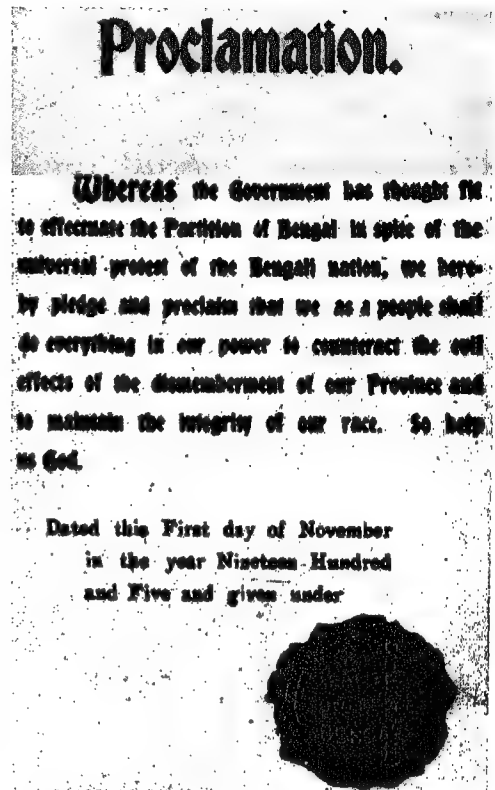 Proclamation.
Whereas the Government has thought fit
to effectuate the Partition of Bengal in spite of the
universal protest of the Bengali nation, we here-
by pledge and proclaim that we as a people shall
do everything in our power to counteract the evil
effects of the dismemberment of our Province and
to maintain the integrity of our race. So help
us God.
Dated this First day of November
in the year Nineteen Hundred
and Five and given under